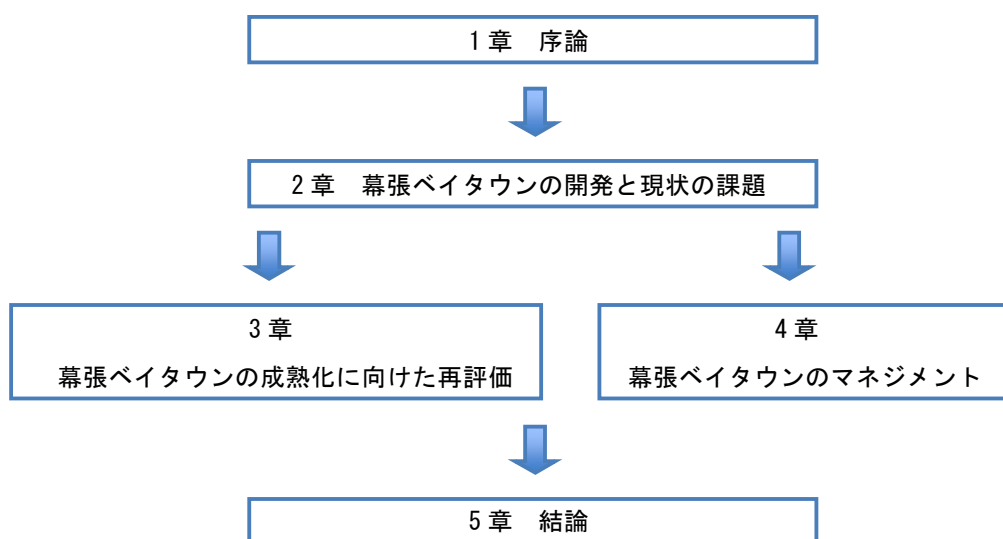 1章　序論
2章　幕張ベイタウンの開発と現状の課題
3章
幕張ベイタウンの成熟化に向けた再評価
4章
幕張ベイタウンのマネジメント
5章　結論